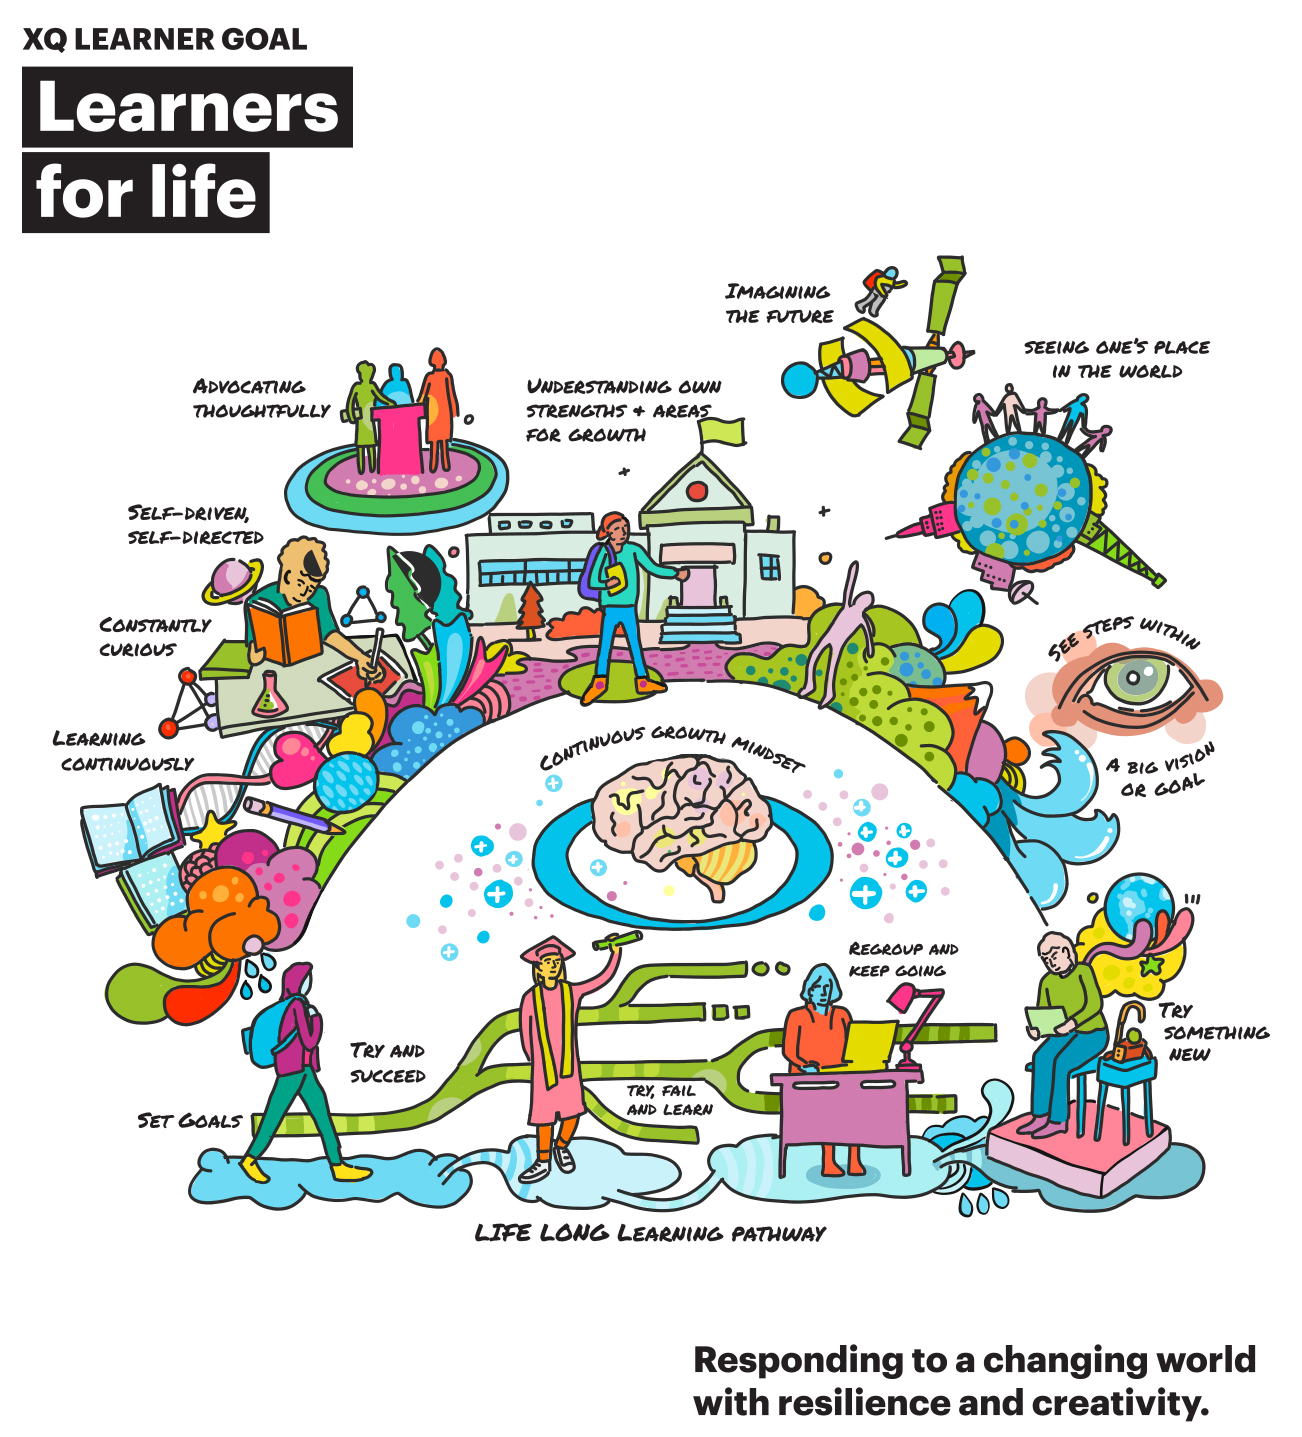 XQ LEARNER GOAL
Learners
for life
IMAGINING
THE FUTURE
SEEING ONE'S PLACE
IN THE WORLD
ADVOCATING
THOUGHTFULLY
UNDERSTANDING OWN
STRENGTHS + AREAS
FOR GROWTH
SELF-DRIVEN,
SELF-DIRECTED
CONSTANTLY
CURIOUS
SEE STEPS WITHIN
A BIG VISION
OR GOAL
LEARNING
CONTINUOUSLY
CONTINUOUS GROWTH MINDSET
REGROUP AND
KEEP GOING
TRY
SOMETHING
NEW
TRY AND
SUCCEED
TRY, FAIL
AND LEARN
SET GOALS
LIFE LONG LEARNING PATHWAY
Responding to a changing world
with resilience and creativity.